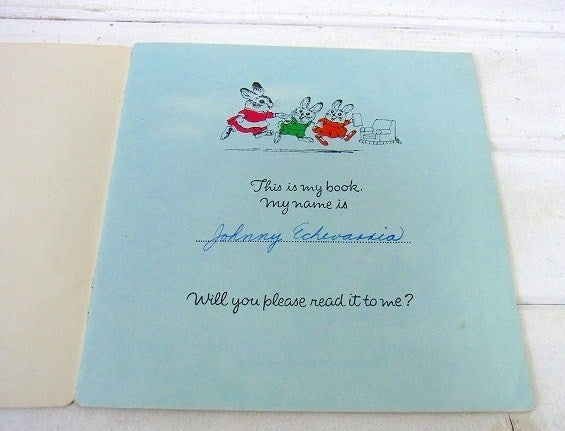 This is my book.
My name is
Johnny Echevarria
Will you please read it to me?